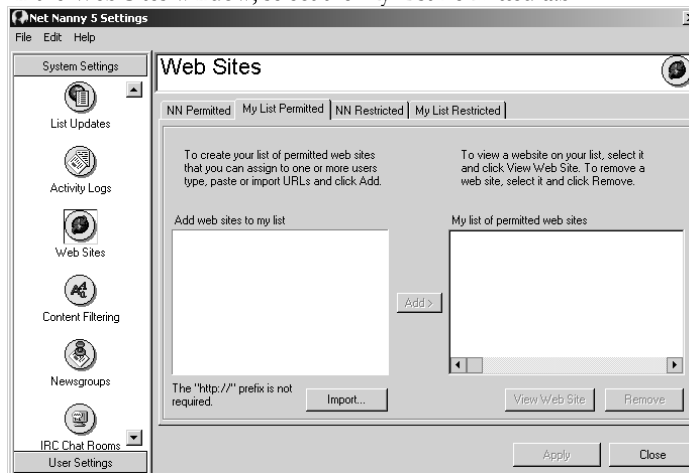 Net Nanny 5 Settings
File Edit Help
System Settings
List Updates
Activity Logs
Web Sites
Content Filtering
Newsgroups
IRC Chat Rooms
User Settings
Web Sites
NN Permitted My List Permitted NN Restricted My List Restricted
To create your list of permitted web sites
that you can assign to one or more users
type, paste or import URLs and click Add.
To view a website on your list, select it
and click View Web Site. To remove a
web site, select it and click Remove.
Add web sites to my list
My list of permitted web sites
Add >
The "http://" prefix is not
required.
Import...
View Web Site
Remove
Apply
Close